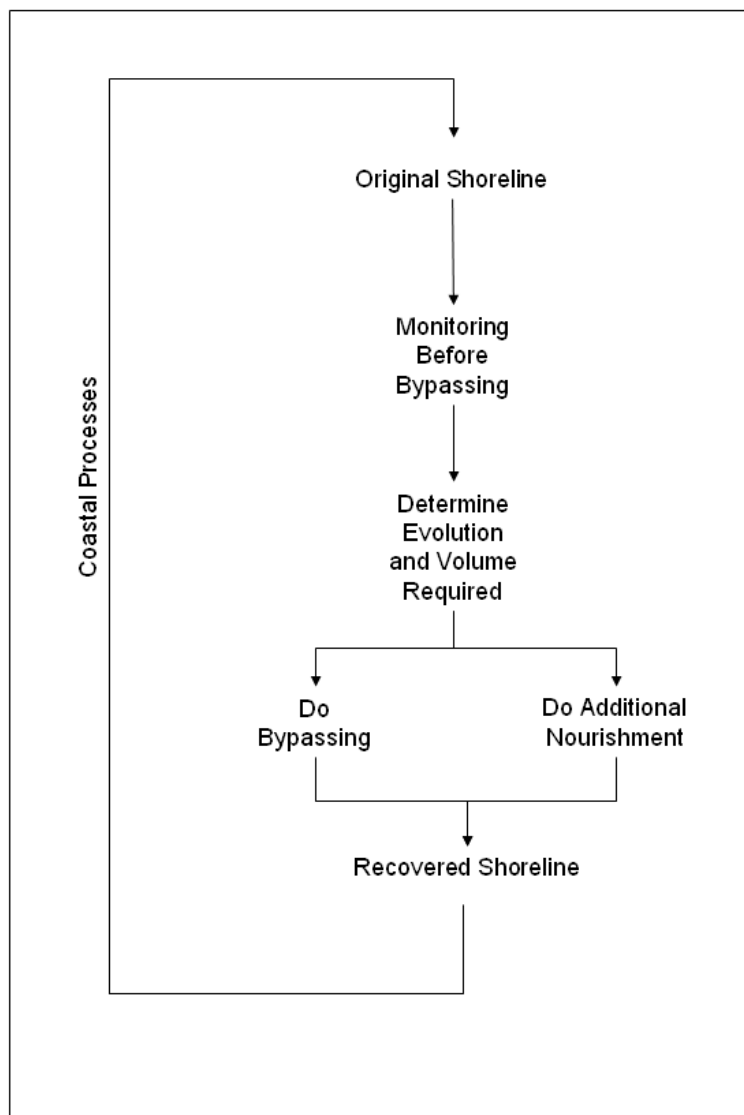 Original Shoreline
Monitoring
Before
Bypassing
Coastal Processes
Determine
Evolution
and Volume
Required
Do
Bypassing
Do Additional
Nourishment
Recovered Shoreline